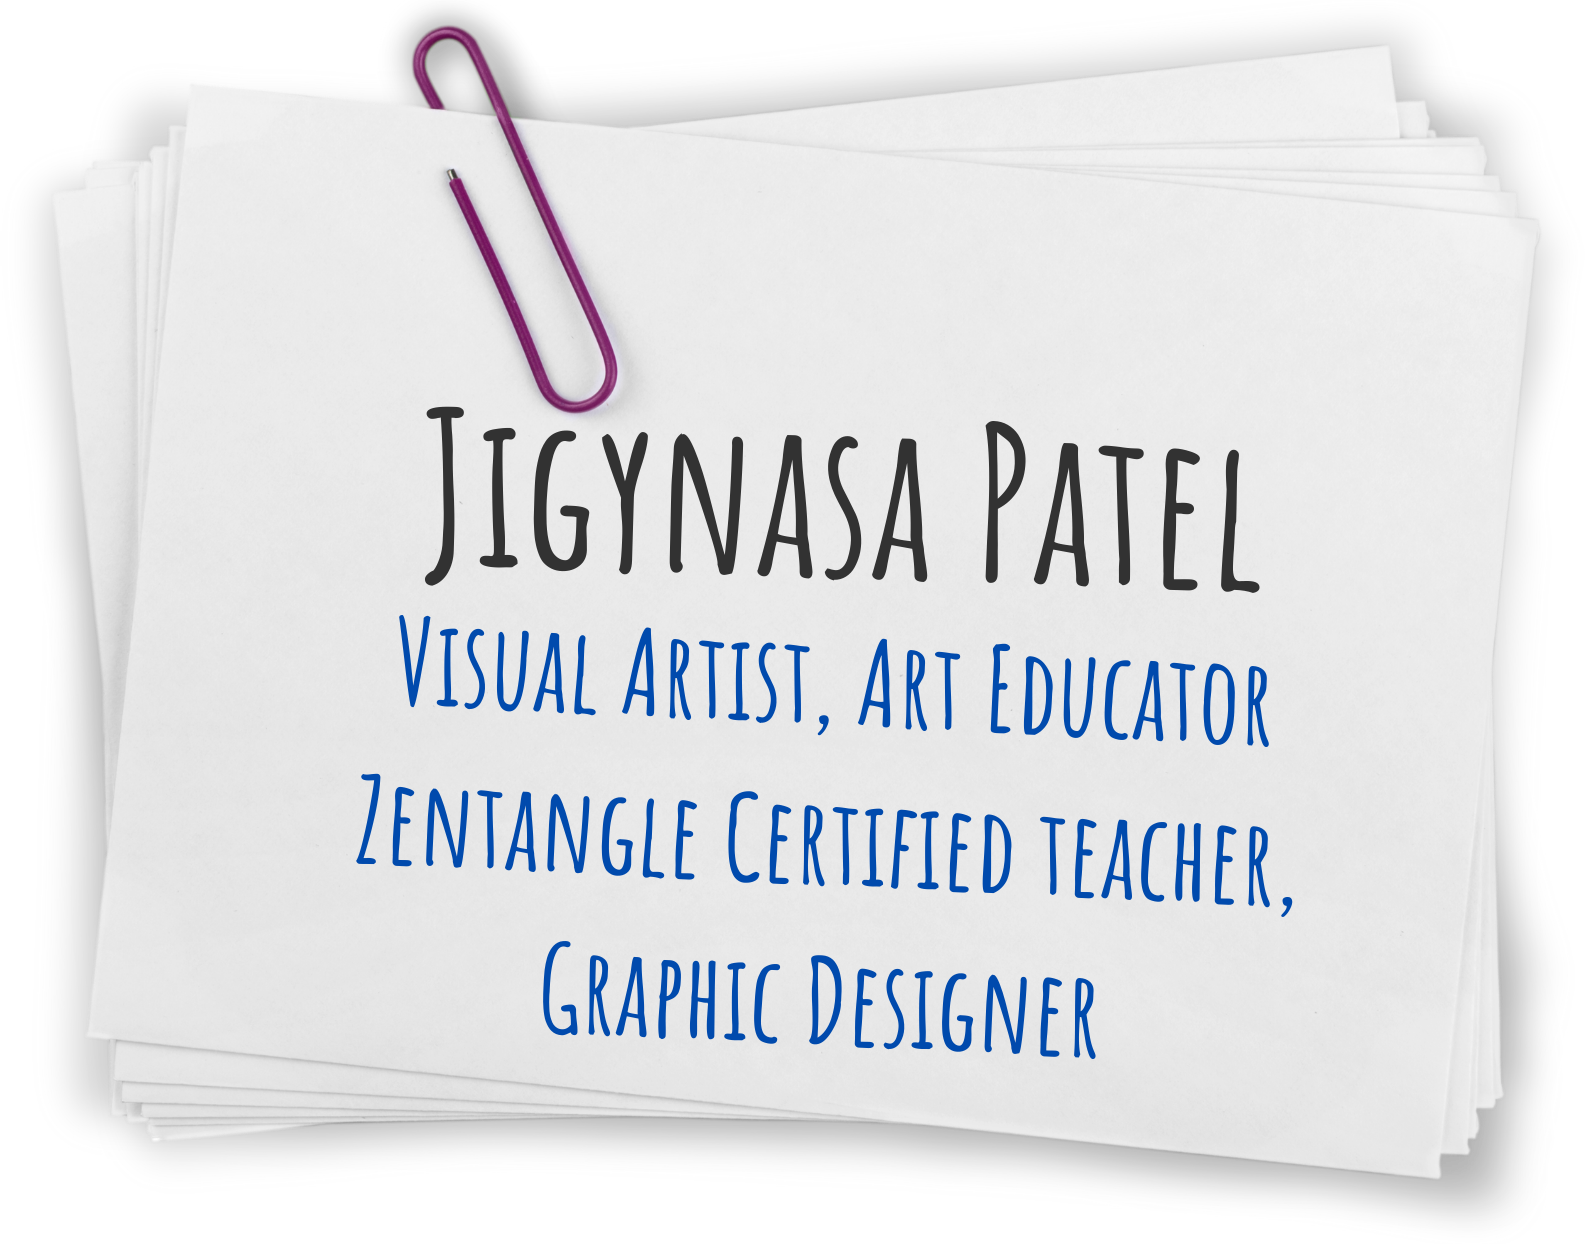 Jigynasa Patel
Visual Artist, Art Educator
Zentangle Certified teacher,
Graphic Designer